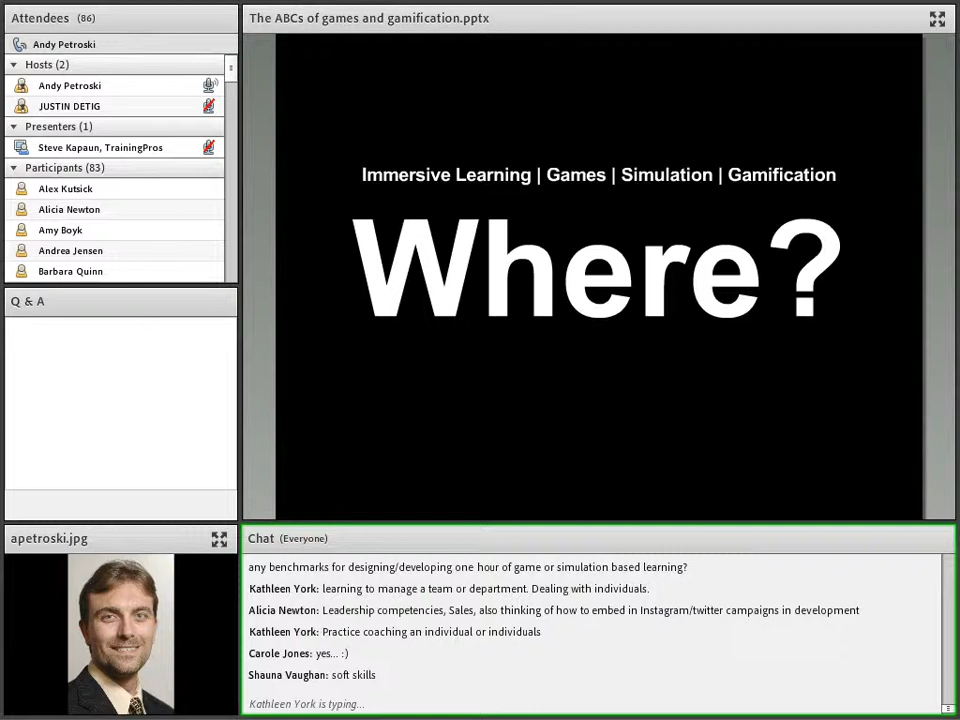 Attendees (86)
Andy Petroski
Hosts (2)
Andy Petroski
JUSTIN DETIG
Presenters (1)
Steve Kapaun, TrainingPros
Participants (83)
Alex Kutsick
Alicia Newton
Amy Boyk
Andrea Jensen
Barbara Quinn
Q & A
apetroski.jpg
The ABCs of games and gamification.pptx
Immersive Learning | Games | Simulation | Gamification
Where?
Chat (Everyone)
any benchmarks for designing/developing one hour of game or simulation based learning?
Kathleen York: learning to manage a team or department. Dealing with individuals.
Alicia Newton: Leadership competencies, Sales, also thinking of how to embed in Instagram/twitter campaigns in development
Kathleen York: Practice coaching an individual or individuals
Carole Jones: yes... :)
Shauna Vaughan: soft skills
Kathleen York is typing...